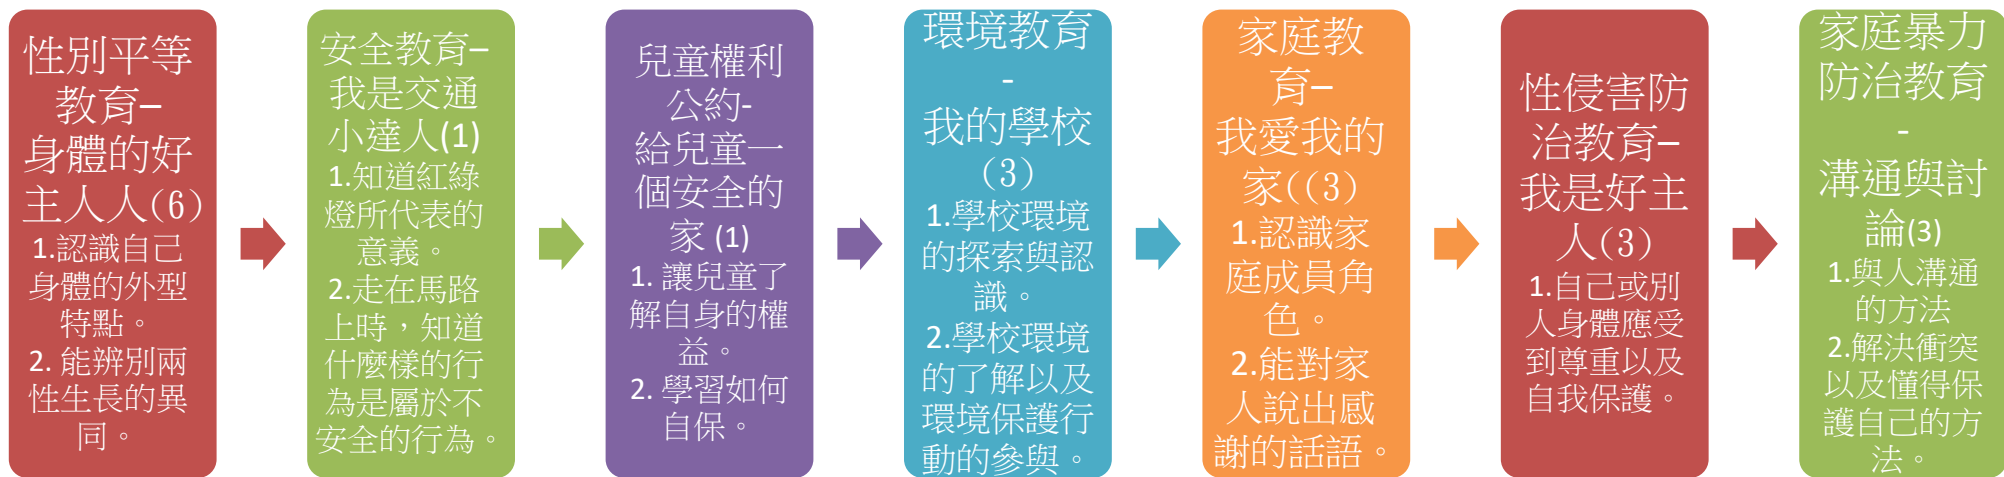 性別平等
教育–
身體的好
主人人(6)
1.認識自己
身體的外型
特點。
2. 能辨別兩
性生長的異
同。
安全教育–
我是交通
小達人(1)
1.知道紅綠
燈所代表的
意義。
2.走在馬路
上時，知道
什麼樣的行
為是屬於不
安全的行為。
兒童權利
公約-
給兒童一
個安全的
家 (1)
1. 讓兒童了
解自身的權
益。
2. 學習如何
自保。
環境教育
-
我的學校
(3)
1.學校環境
的探索與認
識。
2.學校環境
的了解以及
環境保護行
動的參與。
家庭教
育–
我愛我的
家((3)
1.認識家
庭成員角
色。
2.能對家
人說出感
謝的話語。
性侵害防
治教育–
我是好主
人(3)
1.自己或別
人身體應受
到尊重以及
自我保護。
家庭暴力
防治教育
-
溝通與討
論(3)
1.與人溝通
的方法
2.解決衝突
以及懂得保
護自己的方
法。